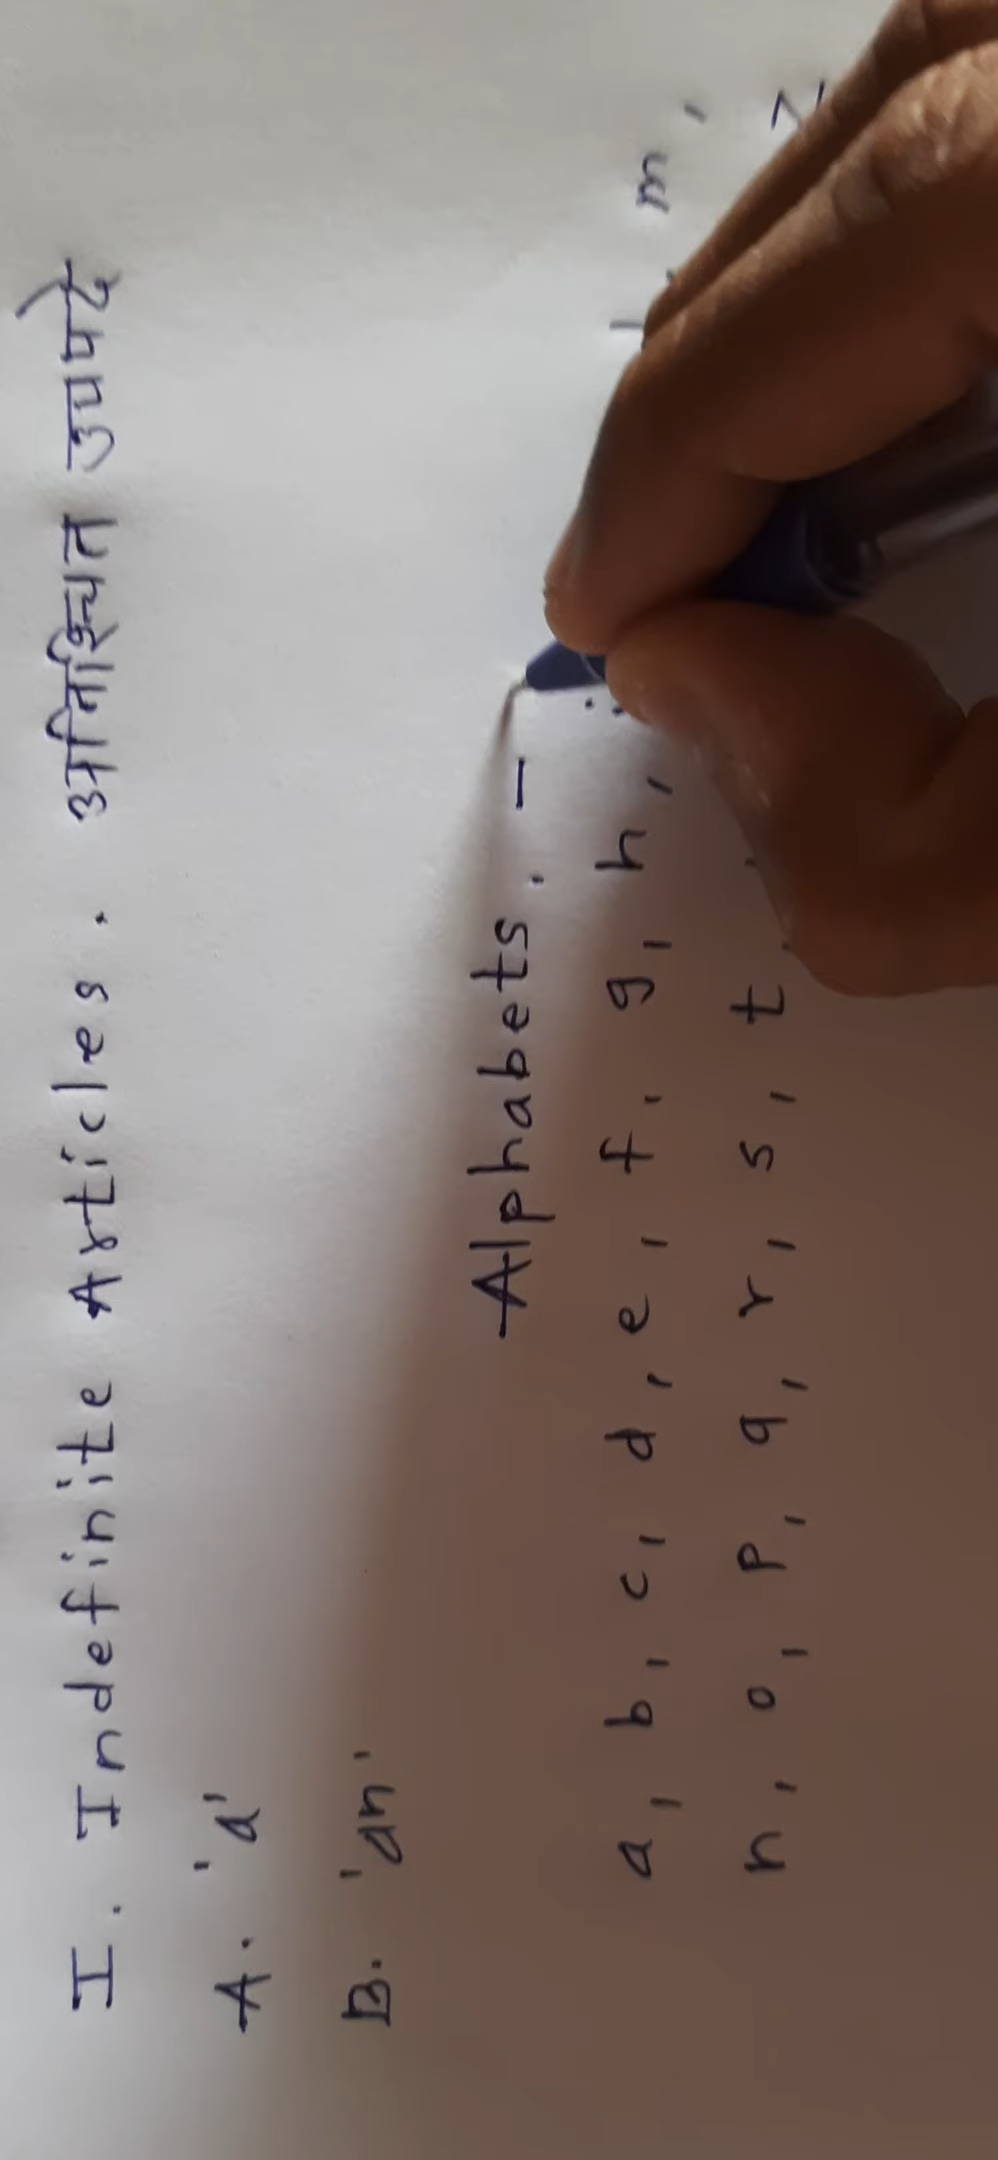 I. Indefinite Articles. अनिश्चित उपपदे
A. 'a'
B. 'an'
Alphabets. -
a, b, c, d, e, f, g, h, i l, m,
n, o, p, q, r, s, t, z